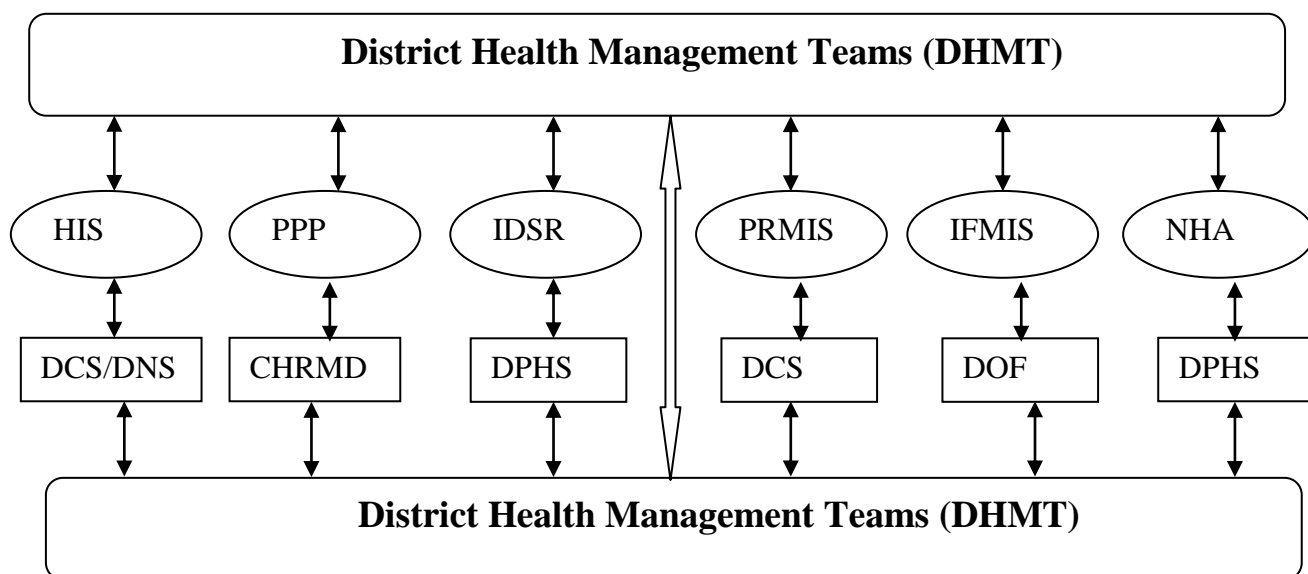 District Health Management Teams (DHMT)
HIS PPP IDSR PRMIS IFMIS NHA
DCS/DNS CHRMD DPHS DCS DOF DPHS
District Health Management Teams (DHMT)